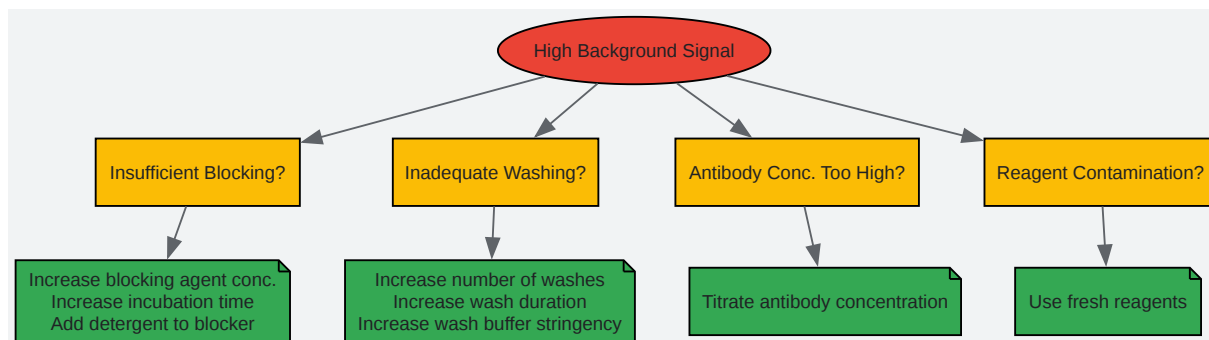 High Background Signal
Insufficient Blocking?
Inadequate Washing?
Antibody Conc. Too High?
Reagent Contamination?
Increase blocking agent conc.
Increase incubation time
Add detergent to blocker
Increase number of washes
Increase wash duration
Increase wash buffer stringency
Titrate antibody concentration
Use fresh reagents